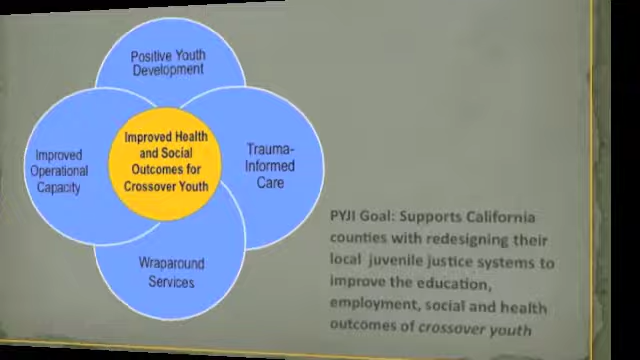 Positive Youth
Development
Improved Health
and Social
Outcomes for
Crossover Youth
Improved
Operational
Capacity
Trauma-
Informed
Care
Wraparound
Services
PYJI Goal: Supports California
counties with redesigning their
local juvenile justice systems to
improve the education,
employment, social and health
outcomes of crossover youth